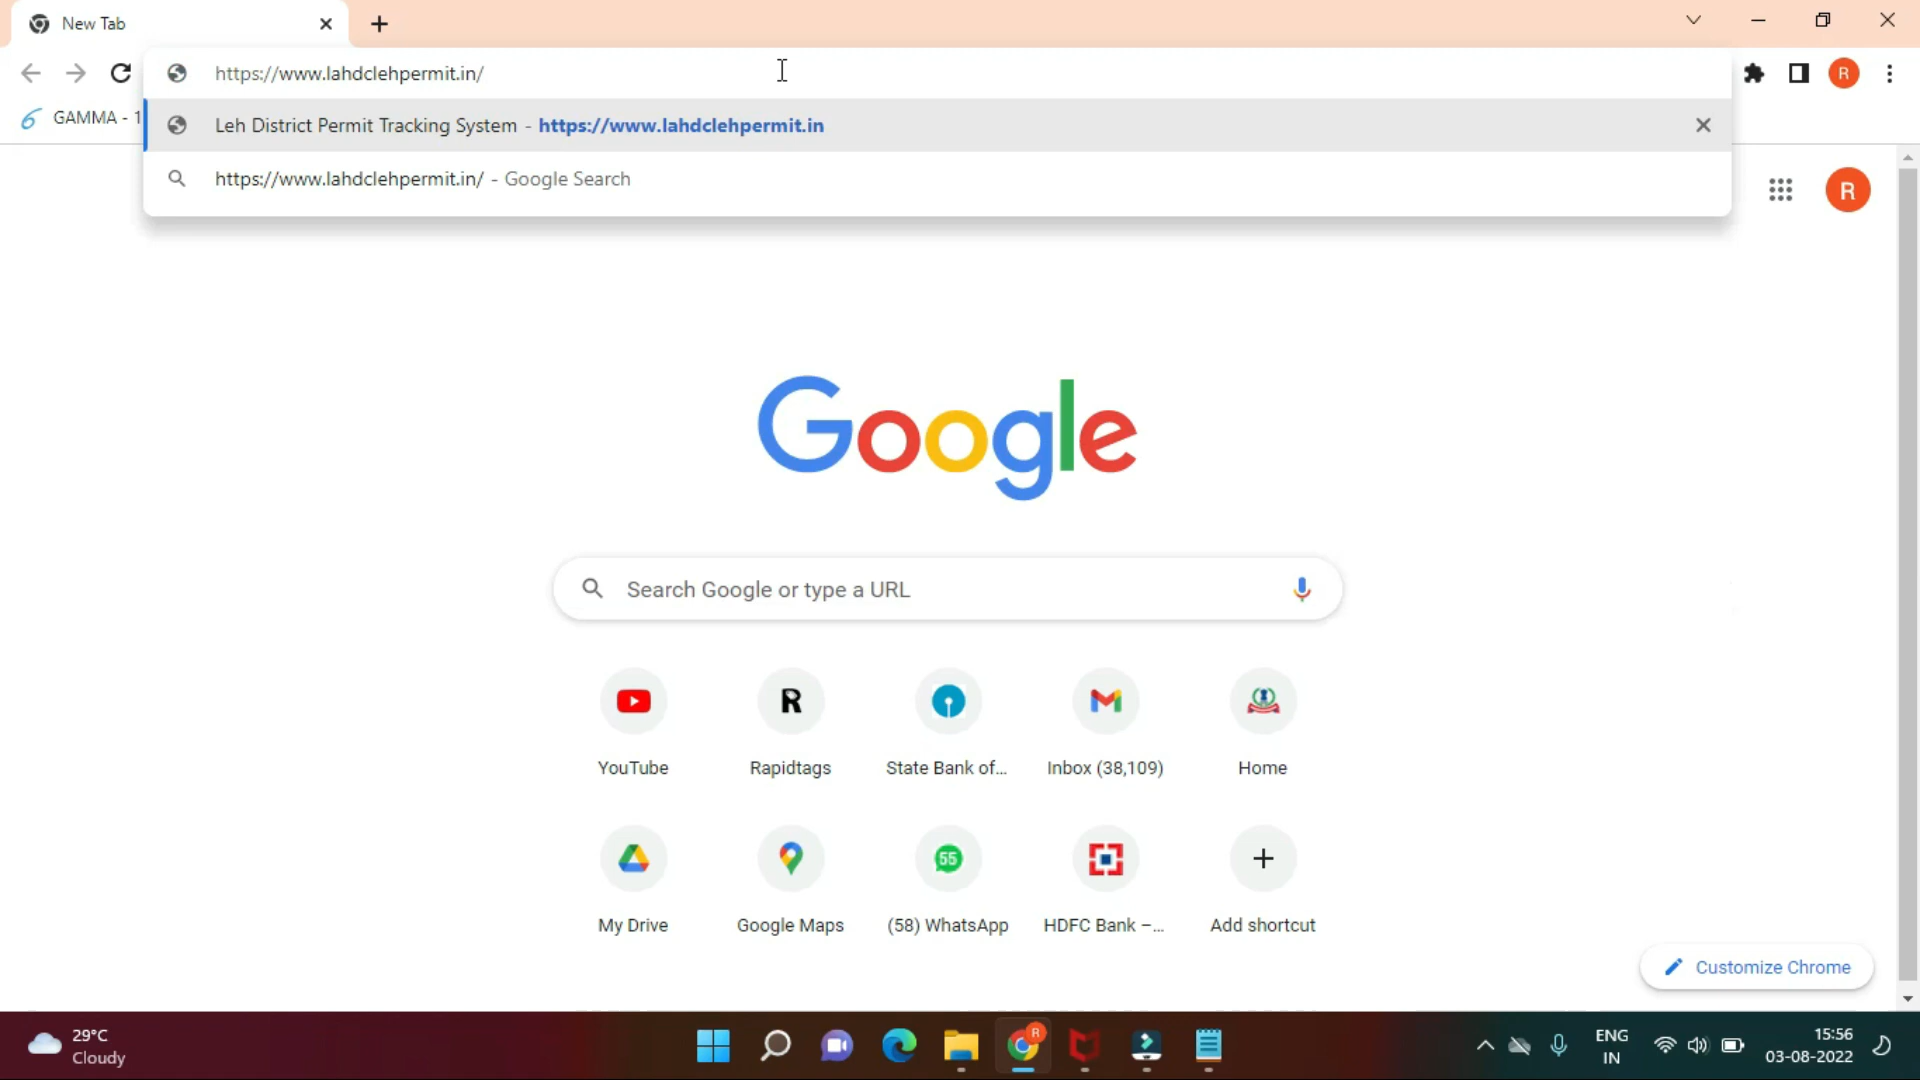 New Tab
https://www.lahdclehpermit.in/
GAMMA - 1
Leh District Permit Tracking System - https://www.lahdclehpermit.in
https://www.lahdclehpermit.in/ - Google Search
R
R
Google
Search Google or type a URL
R
YouTube
Rapidtags
State Bank of...
Inbox (38,109)
Home
55
My Drive
Google Maps
(58) WhatsApp
HDFC Bank –...
Add shortcut
Customize Chrome
29°C
Cloudy
R
ENG
IN
15:56
03-08-2022